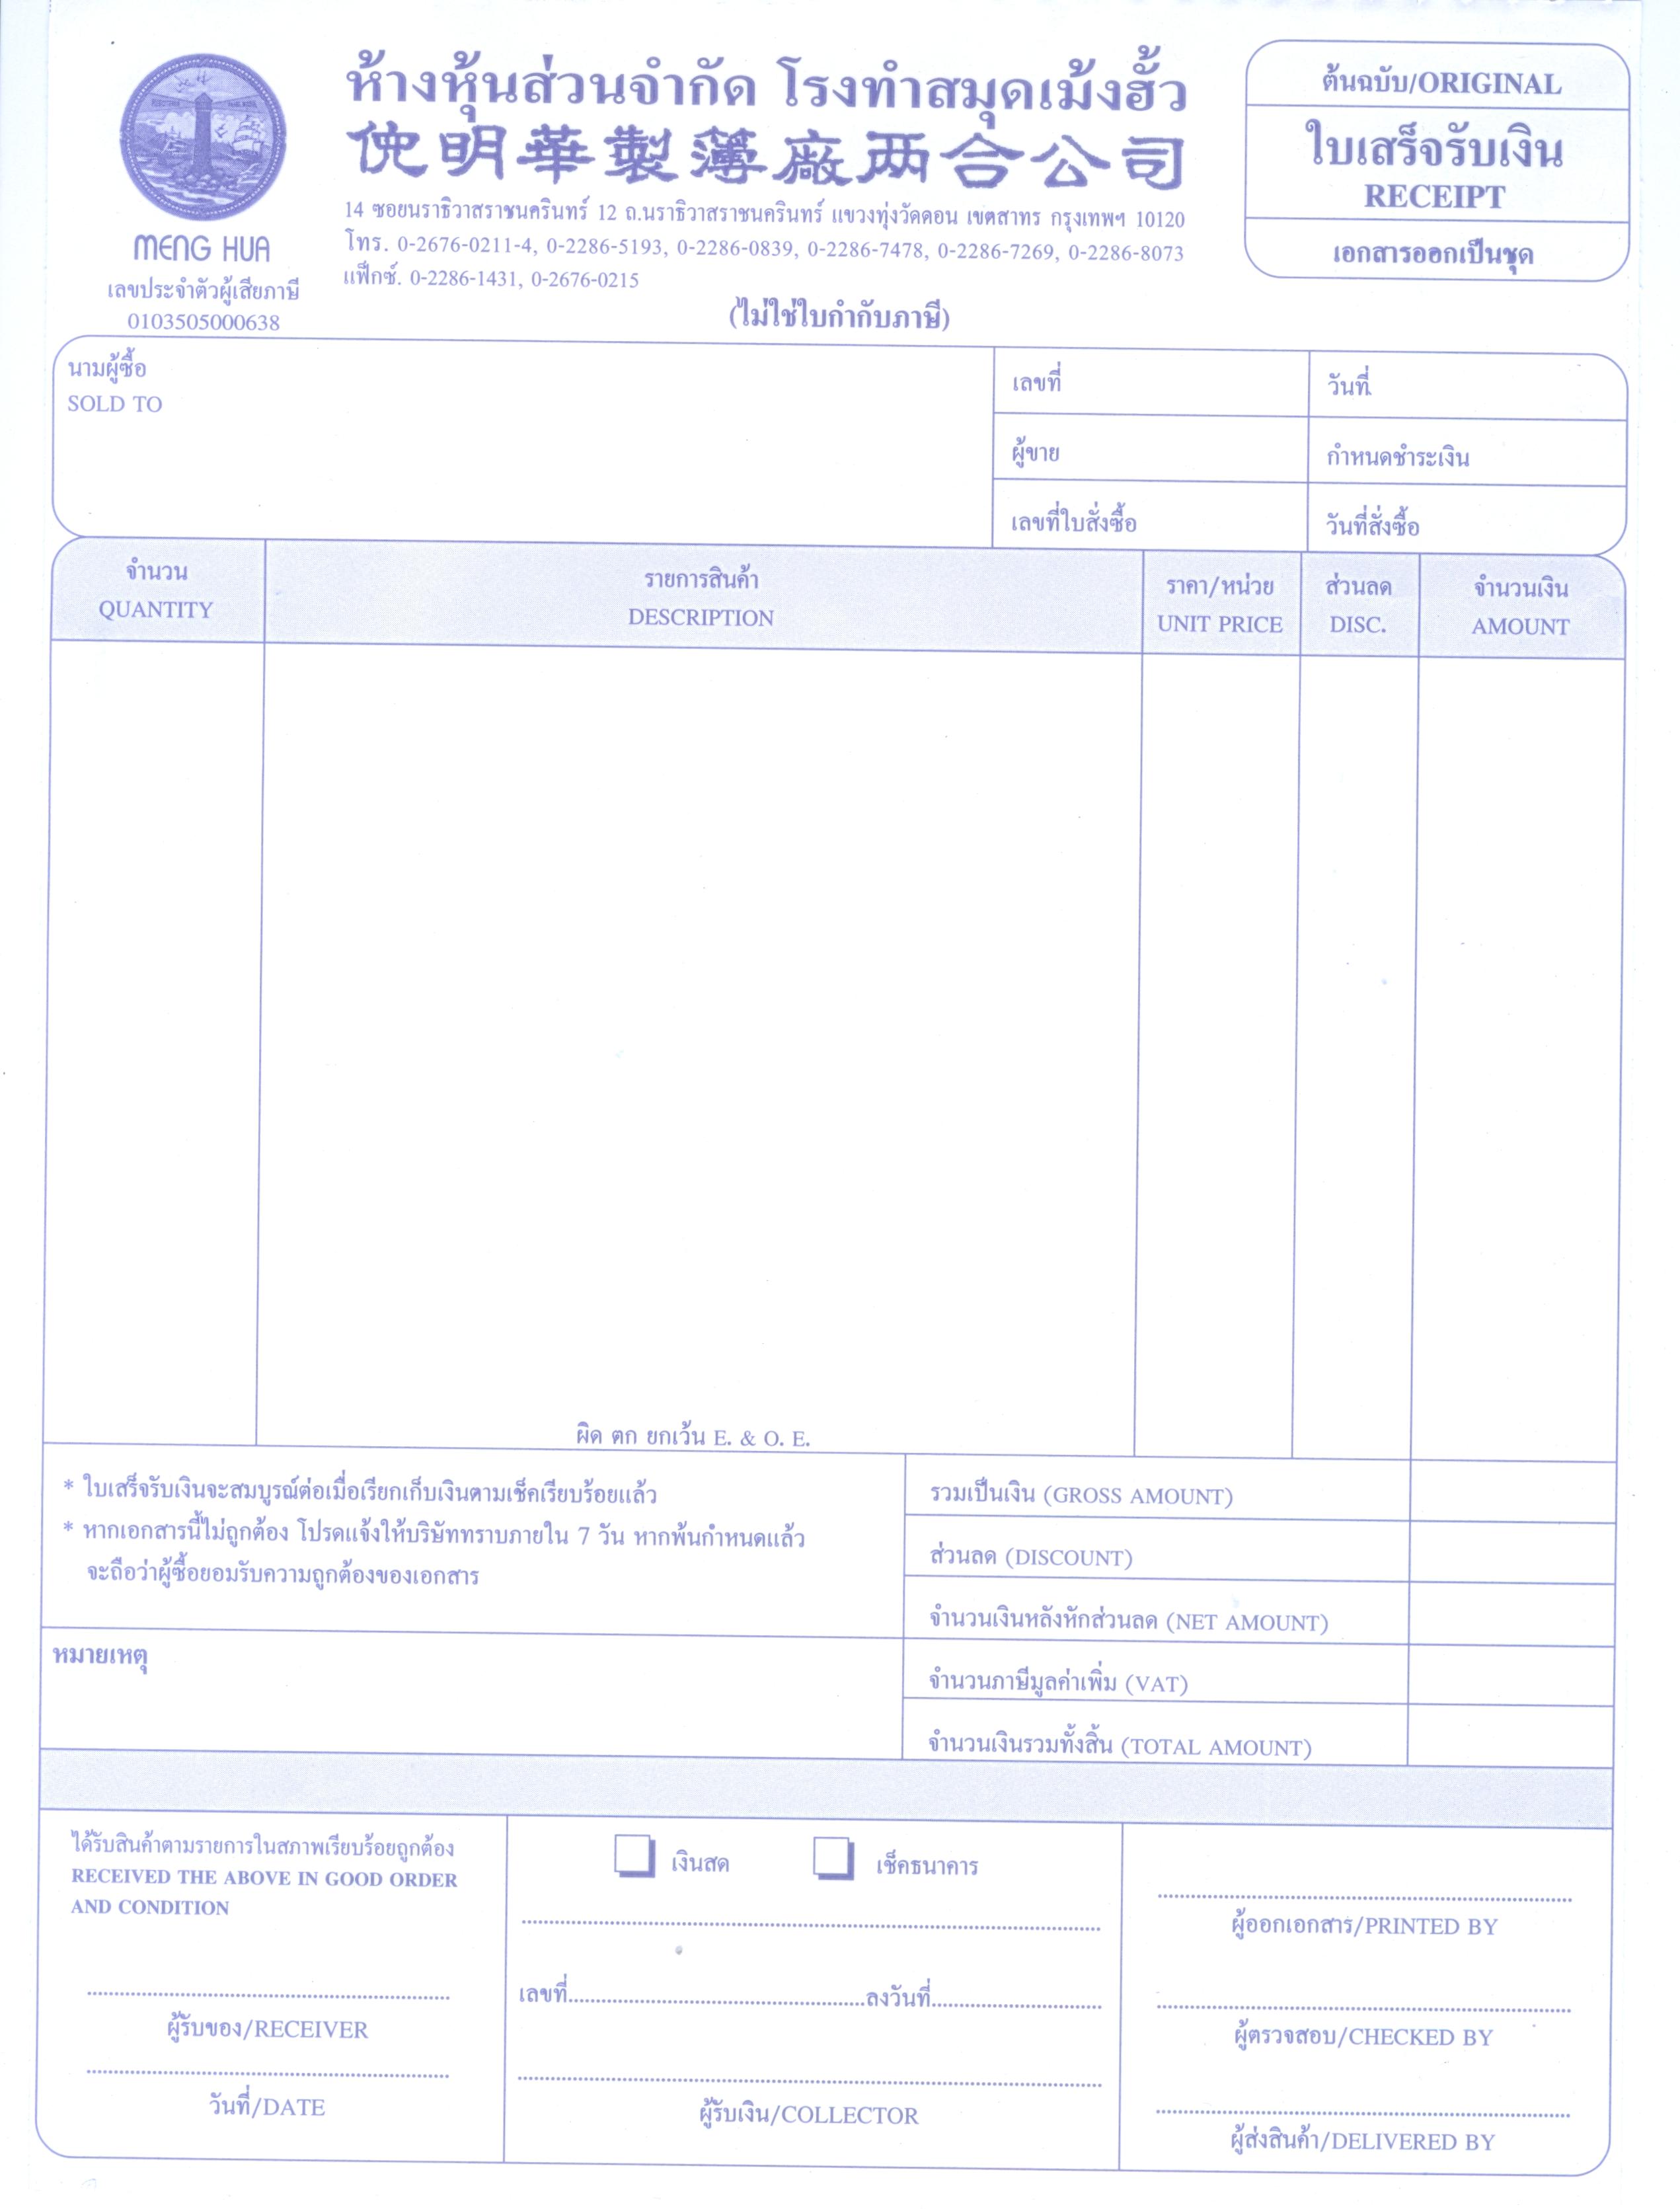 ห้างหุ้นส่วนจำกัด โรงทำสมุดเม้งฮั้ว
明華製簿廠两合公司
14 ซอยนราธิวาสราชนครินทร์ 12 ถ.นราธิวาสราชนครินทร์ แขวงทุ่งวัดดอน เขตสาทร กรุงเทพฯ 10120
โทร. 0-2676-0211-4, 0-2286-5193, 0-2286-0839, 0-2286-7478, 0-2286-7269, 0-2286-8073
แฟ็กซ์. 0-2286-1431, 0-2676-0215
MENG HUA
เลขประจำตัวผู้เสียภาษี
0103505000638
(ไม่ใช่ใบกำกับภาษี)
ต้นฉบับ/ORIGINAL
ใบเสร็จรับเงิน
RECEIPT
เอกสารออกเป็นชุด
นามผู้ซื้อ
SOLD TO
เลขที่ วันที่
ผู้ขาย กำหนดชำระเงิน
เลขที่ใบสั่งซื้อ วันที่สั่งซื้อ
จำนวน รายการสินค้า ราคา/หน่วย ส่วนลด จำนวนเงิน
QUANTITY DESCRIPTION UNIT PRICE DISC. AMOUNT
ผิด ตก ยกเว้น E. & O. E.
* ใบเสร็จรับเงินจะสมบูรณ์ต่อเมื่อเรียกเก็บเงินตามเช็คเรียบร้อยแล้ว
* หากเอกสารนี้ไม่ถูกต้อง โปรดแจ้งให้บริษัททราบภายใน 7 วัน หากพ้นกำหนดแล้ว
จะถือว่าผู้ซื้อยอมรับความถูกต้องของเอกสาร
หมายเหตุ
รวมเป็นเงิน (GROSS AMOUNT)
ส่วนลด (DISCOUNT)
จำนวนเงินหลังหักส่วนลด (NET AMOUNT)
จำนวนภาษีมูลค่าเพิ่ม (VAT)
จำนวนเงินรวมทั้งสิ้น (TOTAL AMOUNT)
ได้รับสินค้าตามรายการในสภาพเรียบร้อยถูกต้อง
RECEIVED THE ABOVE IN GOOD ORDER
AND CONDITION
ผู้รับของ/RECEIVER
วันที่/DATE
เงินสด เช็คธนาคาร
เลขที่..............................ลงวันที่..............................
ผู้รับเงิน/COLLECTOR
ผู้ออกเอกสาร/PRINTED BY
ผู้ตรวจสอบ/CHECKED BY
ผู้ส่งสินค้า/DELIVERED BY